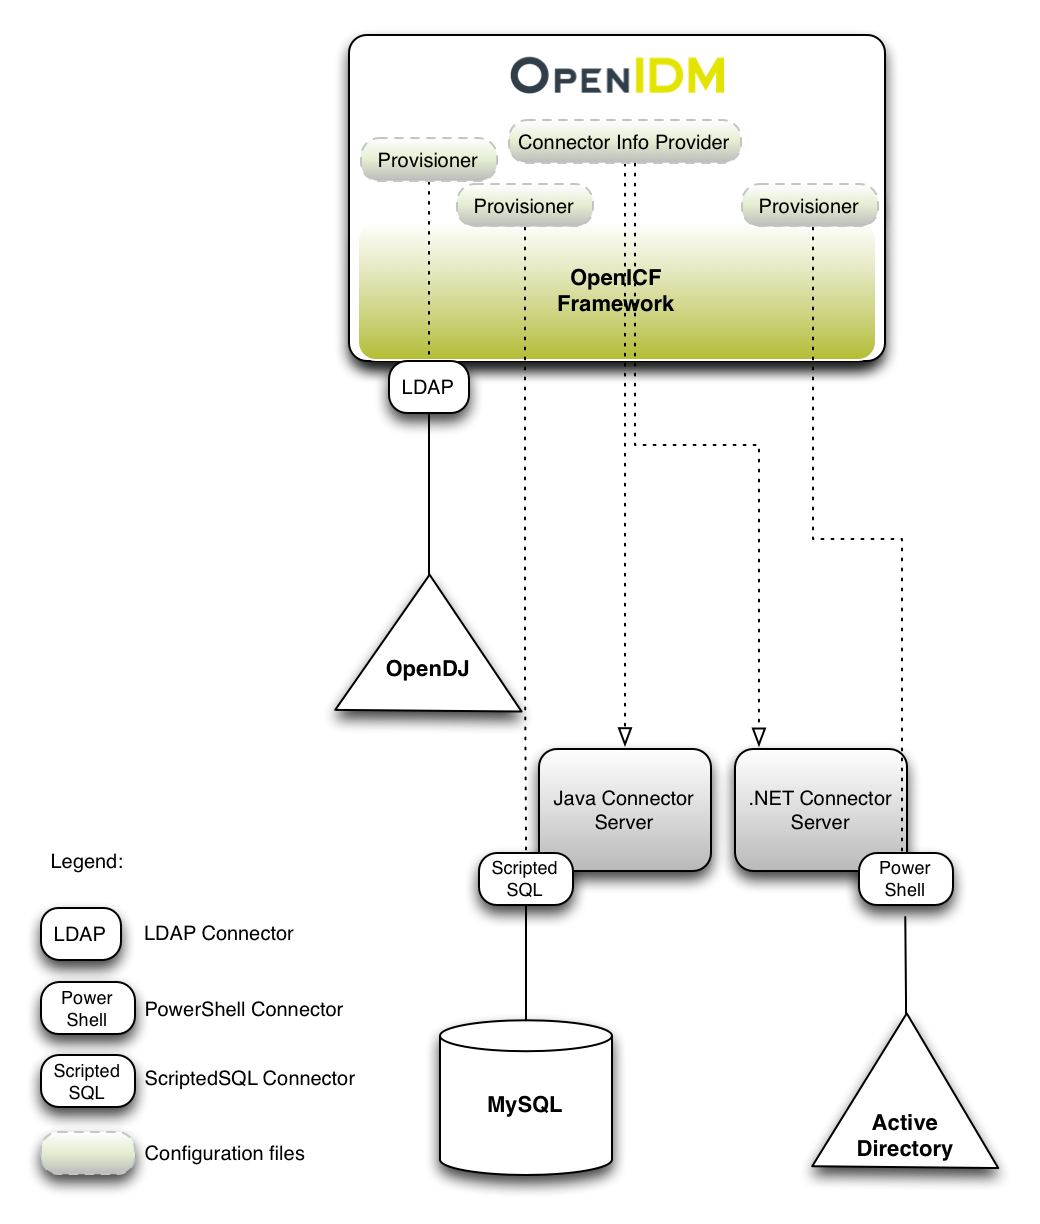 OPENIDM
Connector Info Provider
Provisioner
Provisioner
Provisioner
OpenICF
Framework
LDAP
OpenDJ
Java Connector
Server
.NET Connector
Server
Scripted
SQL
Power
Shell
MySQL
Active
Directory
Legend:
LDAP
LDAP Connector
Power
Shell
PowerShell Connector
Scripted
SQL
ScriptedSQL Connector
Configuration files